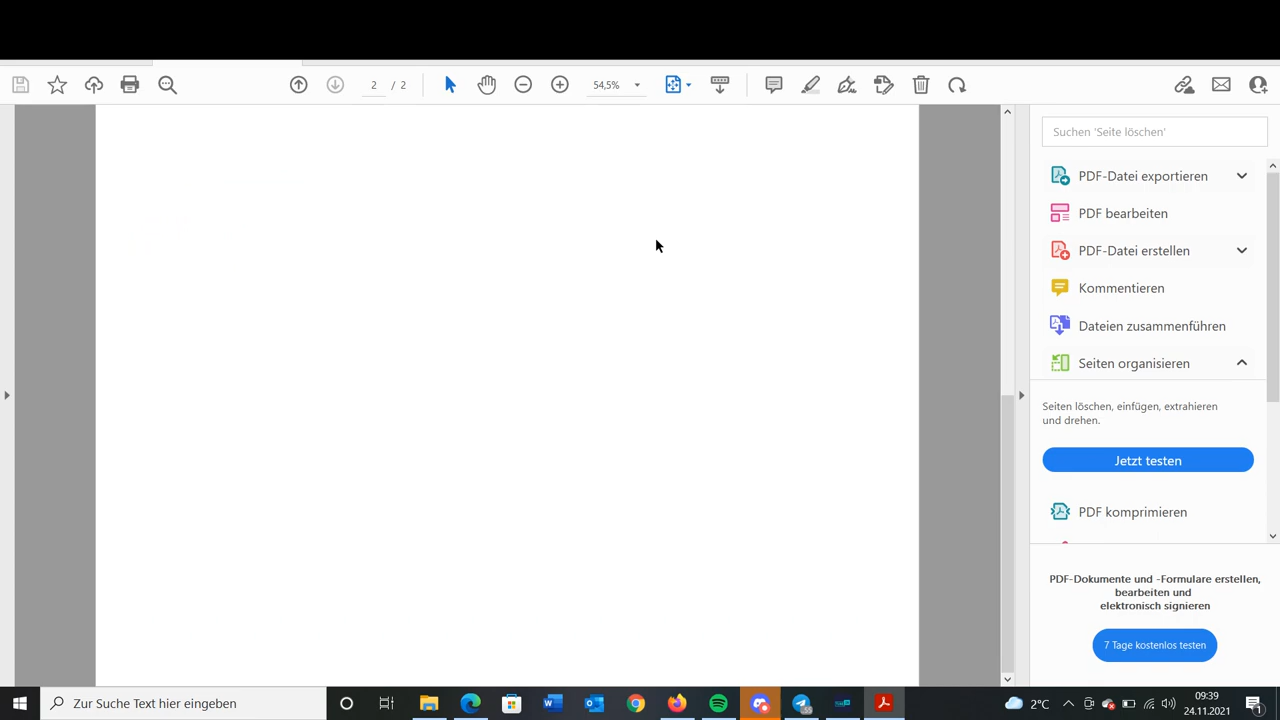 2 / 2
54,5%
Suchen 'Seite löschen'
PDF-Datei exportieren
PDF bearbeiten
PDF-Datei erstellen
Kommentieren
Dateien zusammenführen
Seiten organisieren
Seiten löschen, einfügen, extrahieren
und drehen.
Jetzt testen
PDF komprimieren
PDF-Dokumente und -Formulare erstellen,
bearbeiten und
elektronisch signieren
7 Tage kostenlos testen
Zur Suche Text hier eingeben
55
2°C
09:39
24.11.2021
1